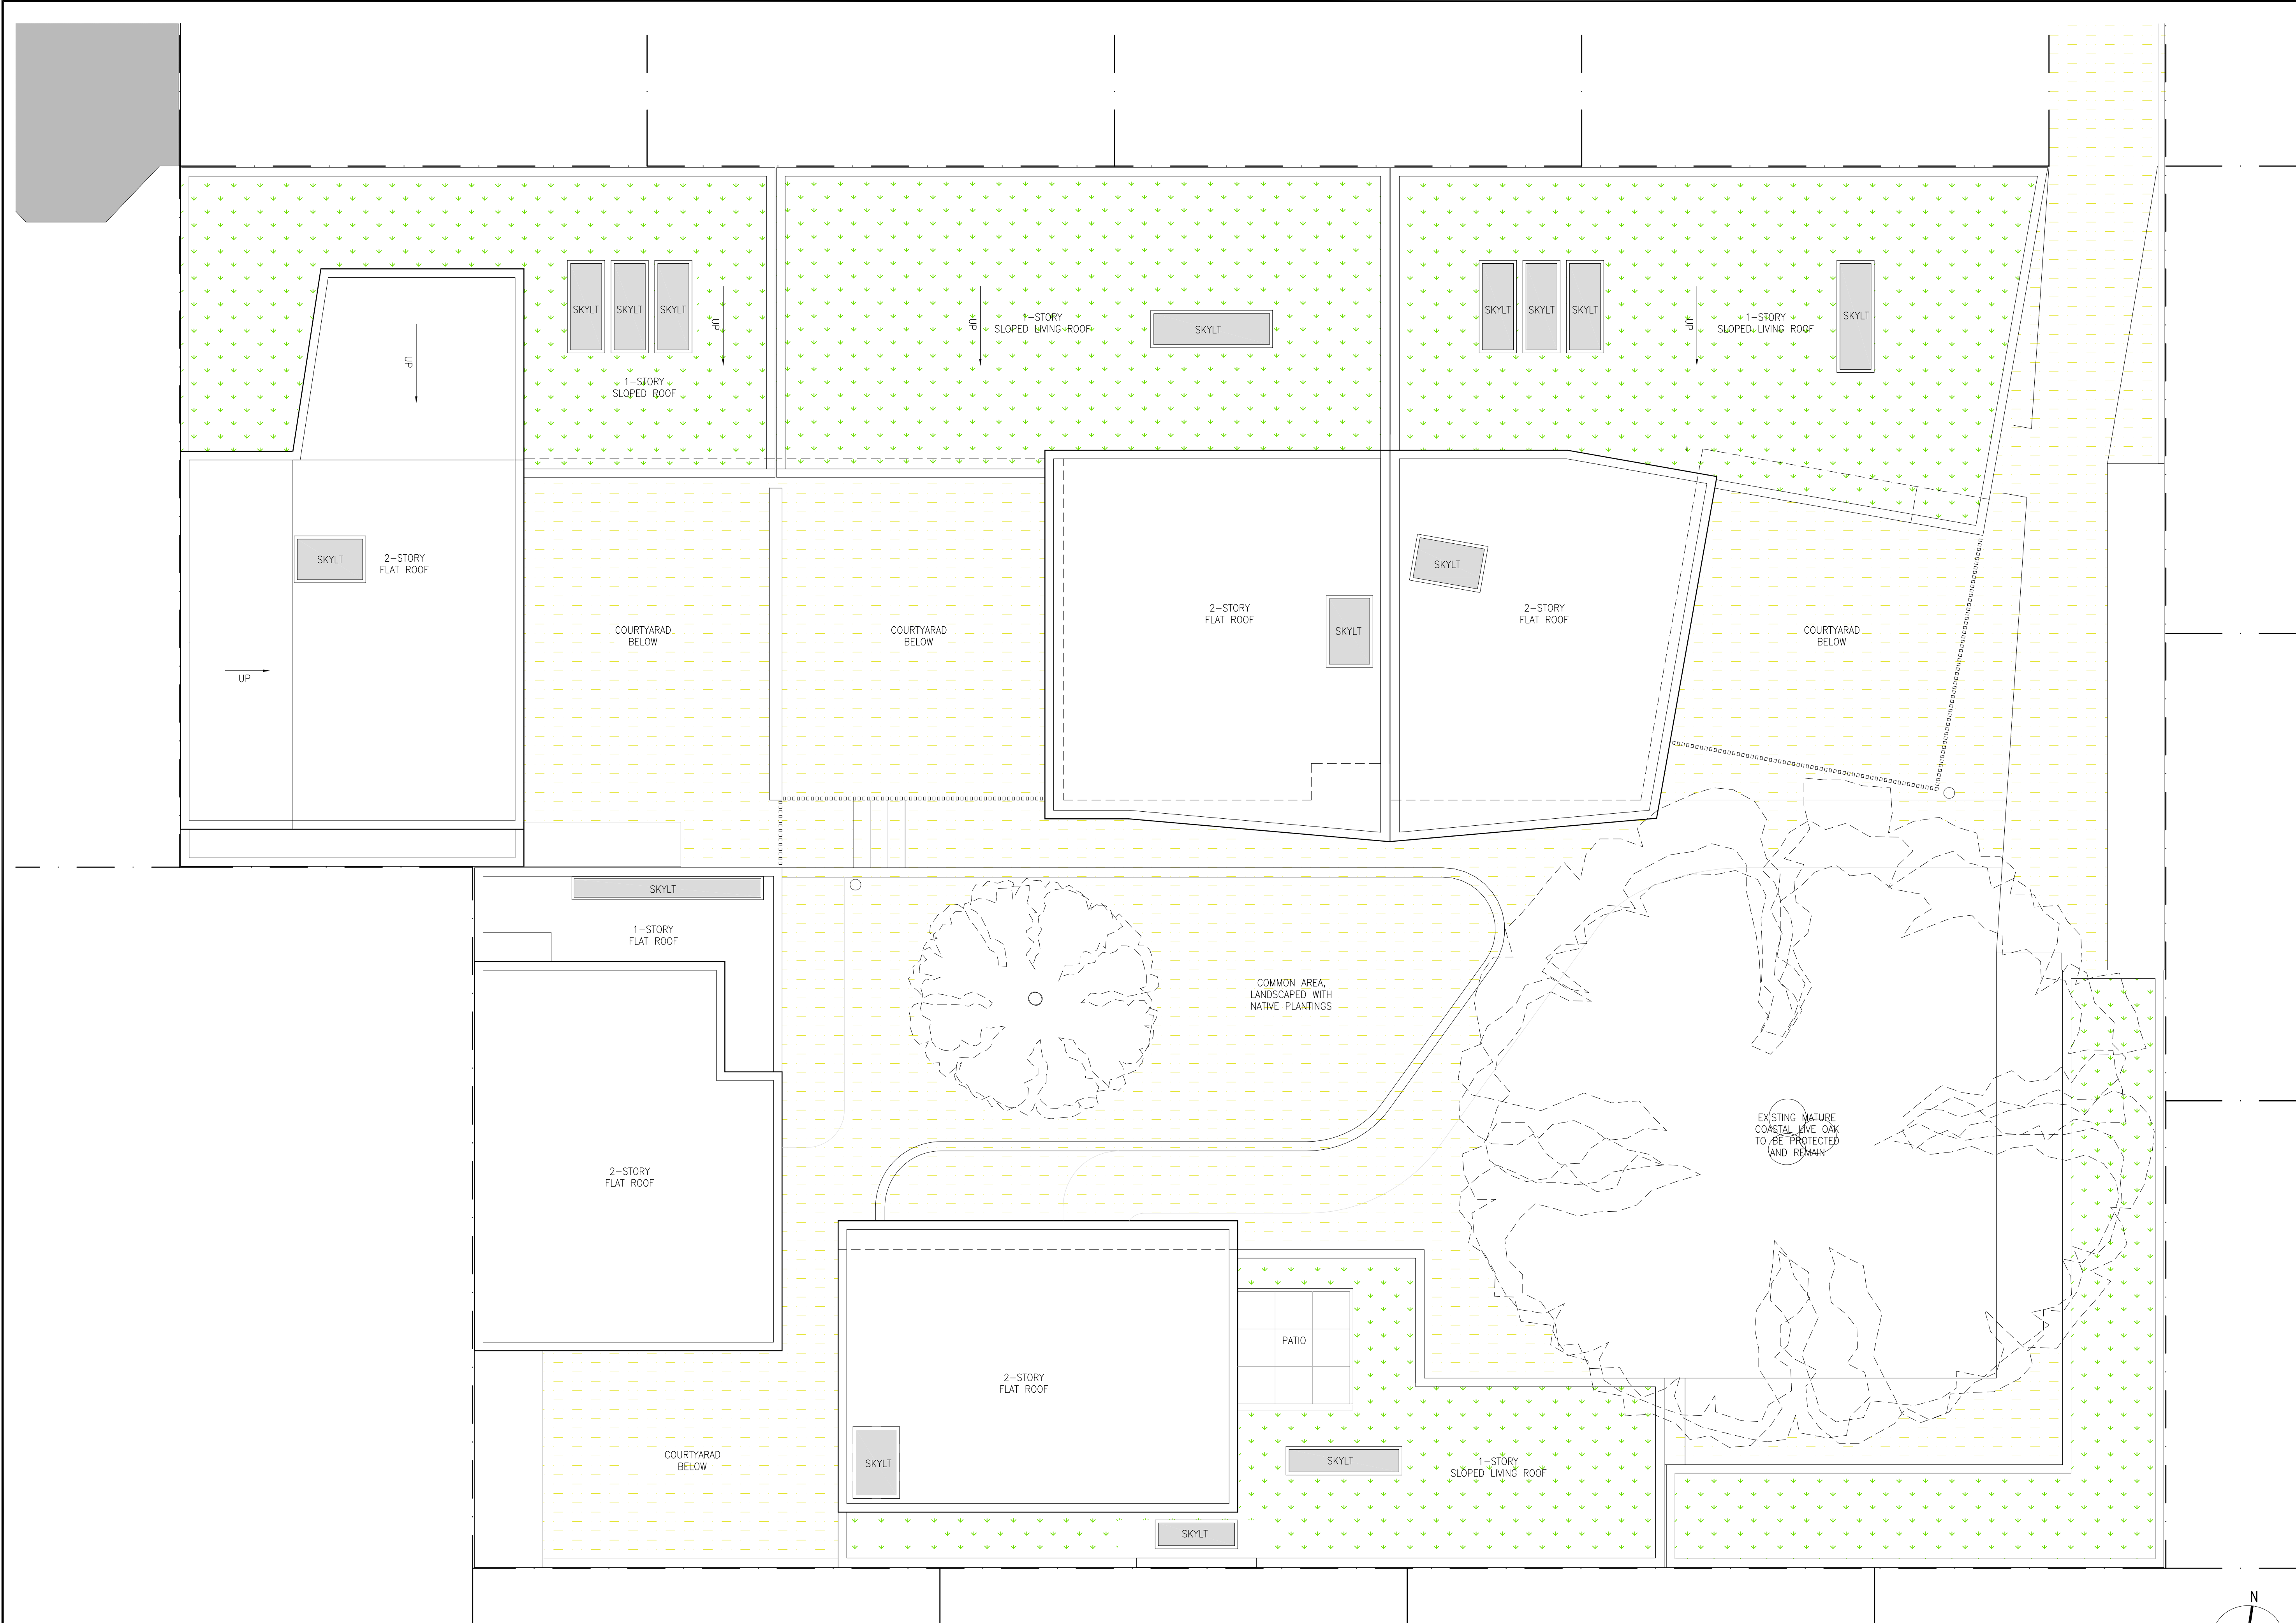 SKYLT
SKYLT
SKYLT
UP
UP
1-STORY
SLOPED ROOF
UP
1-STORY
SLOPED LIVING ROOF
SKYLT
SKYLT
SKYLT
SKYLT
UP
1-STORY
SLOPED LIVING ROOF
SKYLT
SKYLT
2-STORY
FLAT ROOF
UP
COURTYARAD
BELOW
COURTYARAD
BELOW
2-STORY
FLAT ROOF
SKYLT
SKYLT
2-STORY
FLAT ROOF
COURTYARAD
BELOW
SKYLT
1-STORY
FLAT ROOF
COMMON AREA,
LANDSCAPED WITH
NATIVE PLANTINGS
EXISTING MATURE
COASTAL LIVE OAK
TO BE PROTECTED
AND REMAIN
2-STORY
FLAT ROOF
PATIO
2-STORY
FLAT ROOF
COURTYARAD
BELOW
SKYLT
SKYLT
1-STORY
SLOPED LIVING ROOF
SKYLT
N